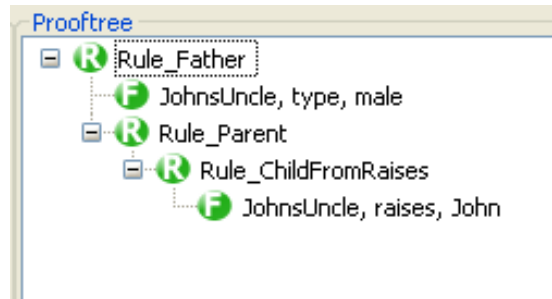 Prooftree
R Rule_Father
F JohnsUncle, type, male
R Rule_Parent
R Rule_ChildFromRaises
F JohnsUncle, raises, John